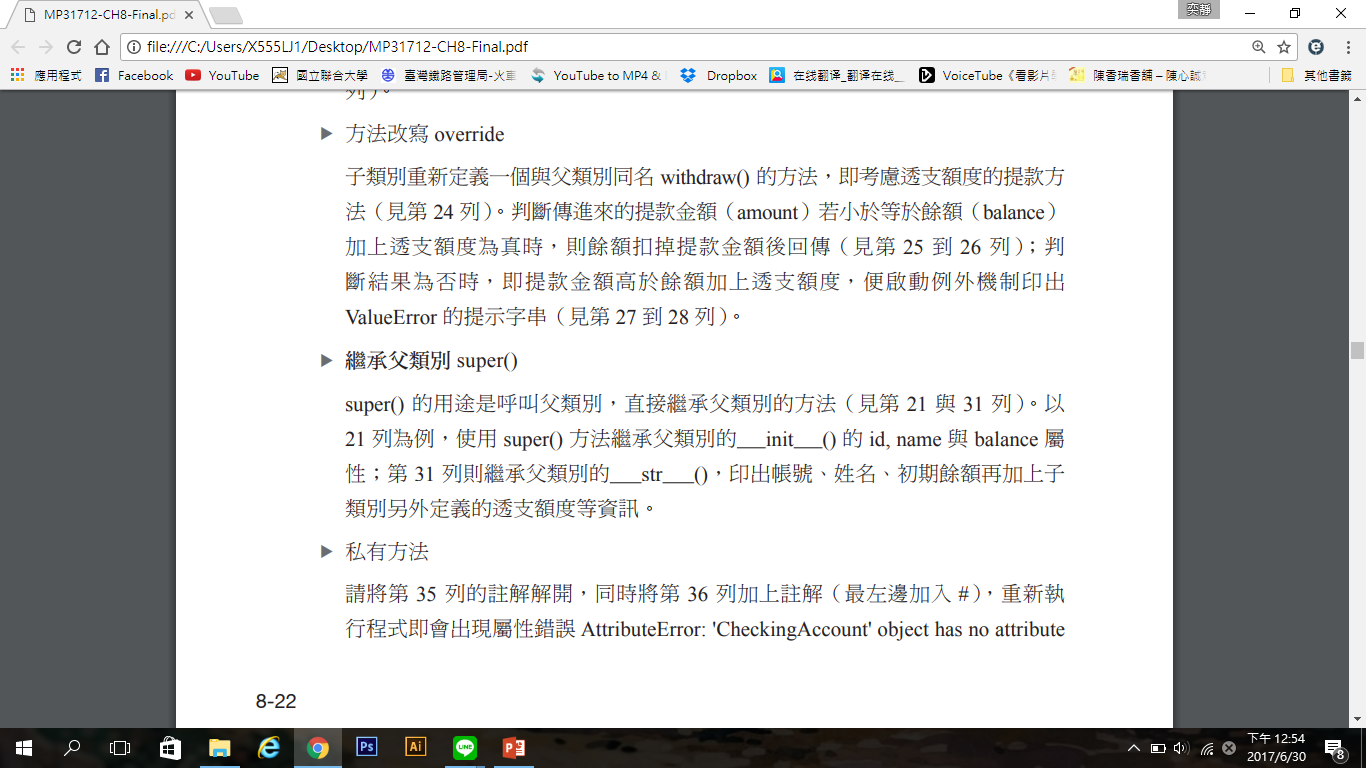 MP31712-CH8-Final.pd
奕靜
file:///C:/Users/X555LJ1/Desktop/MP31712-CH8-Final.pdf
應用程式 Facebook YouTube 國立聯合大學 臺灣鐵路管理局-火車 YouTube to MP4 & Dropbox 在线翻译_翻译在线_ VoiceTube《看影片 陳香瑞香鋪 – 陳心誠 其他書籤
列)。
方法改寫 override
子類別重新定義一個與父類別同名 withdraw() 的方法，即考慮透支額度的提款方
法（見第 24 列）。判斷傳進來的提款金額（amount）若小於等於餘額（balance）
加上透支額度為真時，則餘額扣掉提款金額後回傳（見第 25 到 26 列）；判
斷結果為否時，即提款金額高於餘額加上透支額度，便啟動例外機制印出
ValueError 的提示字串（見第 27 到 28 列）。
繼承父類別 super()
super() 的用途是呼叫父類別，直接繼承父類別的方法（見第 21 與 31 列）。以
21 列為例，使用 super() 方法繼承父類別的__init__() 的 id, name 與 balance 屬
性；第 31 列則繼承父類別的__str__()，印出帳號、姓名、初期餘額再加上子
類別另外定義的透支額度等資訊。
私有方法
請將第 35 列的註解解開，同時將第 36 列加上註解（最左邊加入 #），重新執
行程式即會出現屬性錯誤 AttributeError: 'CheckingAccount' object has no attribute
8-22
Ps Ai LINE P
下午 12:54
2017/6/30
8